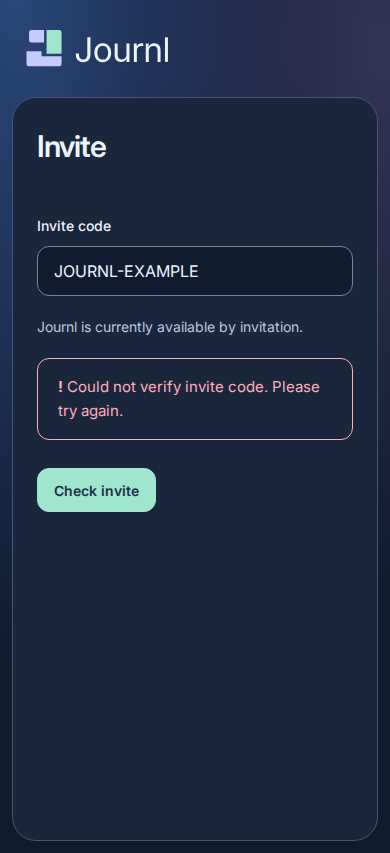 Journl
Invite
Invite code
JOURNL-EXAMPLE
Journl is currently available by invitation.
! Could not verify invite code. Please
try again.
Check invite